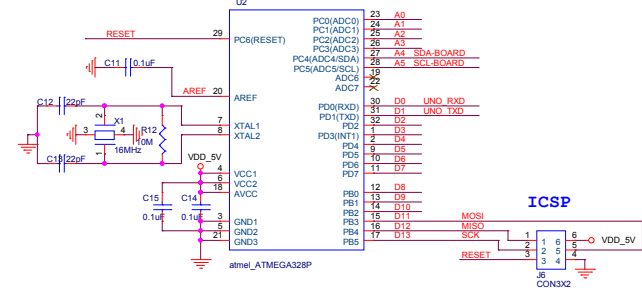 U2
RESET 29 PC6(RESET) PC0(ADC0) 23 A0
PC1(ADC1) 24 A1
PC2(ADC2) 25 A2
PC3(ADC3) 26 A3
PC4(ADC4/SDA) 27 A4 SDA-BOARD
PC5(ADC5/SCL) 28 A5 SCL-BOARD
ADC6 19
ADC7 22
C11 0.1uF
AREF 20 AREF
PD0(RXD) 30 D0 UNO_RXD
PD1(TXD) 31 D1 UNO_TXD
PD2 32 D2
PD3(INT1) 1 D3
PD4 2 D4
PD5 9 D5
PD6 10 D6
PD7 11 D7
C12 22pF
X1
2
3 4
1
16MHz
R12
0M
C13 22pF
7 XTAL1
8 XTAL2
VDD_5V
4 VCC1
6 VCC2
18 AVCC
C15 C14
0.1uF 0.1uF
3 GND1
5 GND2
21 GND3
PB0 12 D8
PB1 13 D9
PB2 14 D10
PB3 15 D11 MOSI
PB4 16 D12 MISO
PB5 17 D13 SCK
atmel_ATMEGA328P
ICSP
1 1 6 6 VDD_5V
2 2 5 5
RESET 3 3 4 4
J6
CON3X2